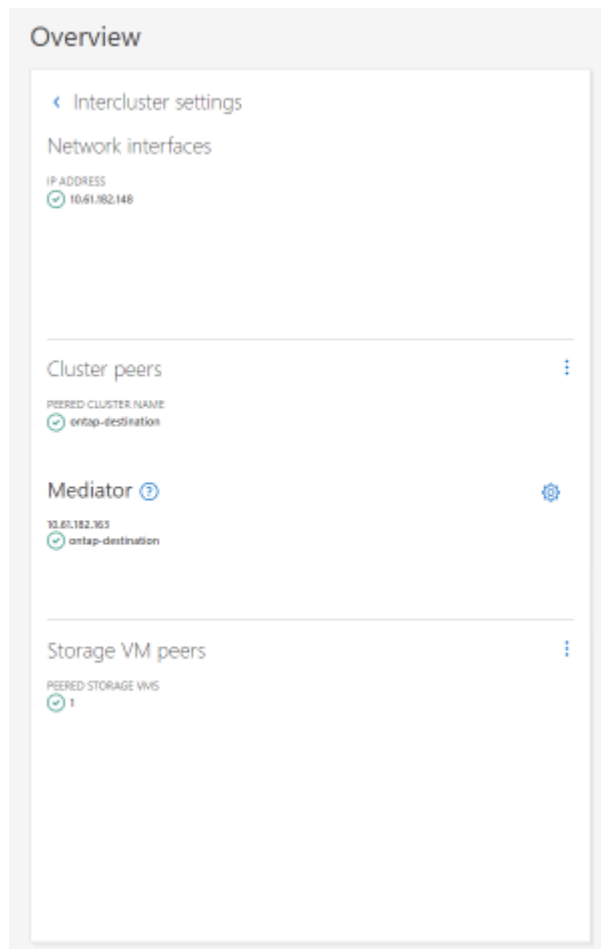 Overview
Intercluster settings
Network interfaces
IP ADDRESS
10.61.182.148
Cluster peers
PEERED CLUSTER NAME
ontap-destination
Mediator ?
10.61.182.163
ontap-destination
Storage VM peers
PEERED STORAGE VMS
1